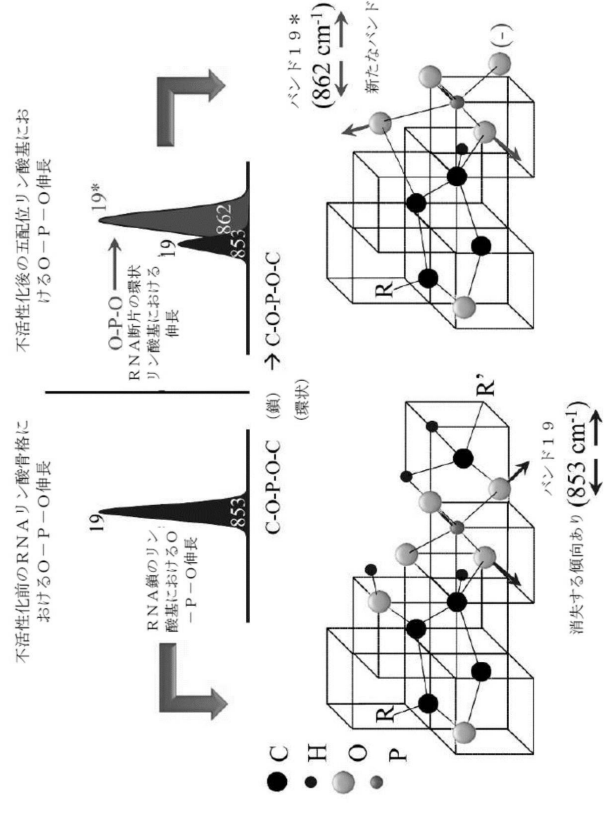 不活性化前のRNAリン酸骨格に
おけるO－P－O伸長
19
853
RNA鎖のリン
酸基におけるO
－P－O伸長
C-O-P-O-C
(鎖)
(環状)
不活性化後の五配位リン酸基にお
けるO－P－O伸長
19*
19
862
853
O-P-O
RNA断片の環状
リン酸基における
伸長
→ C-O-P-O-C
C
H
O
P
R
R’
バンド19
消失する傾向あり (853 cm⁻¹)
R
バンド19*
(862 cm⁻¹)
新たなバンド
(-)